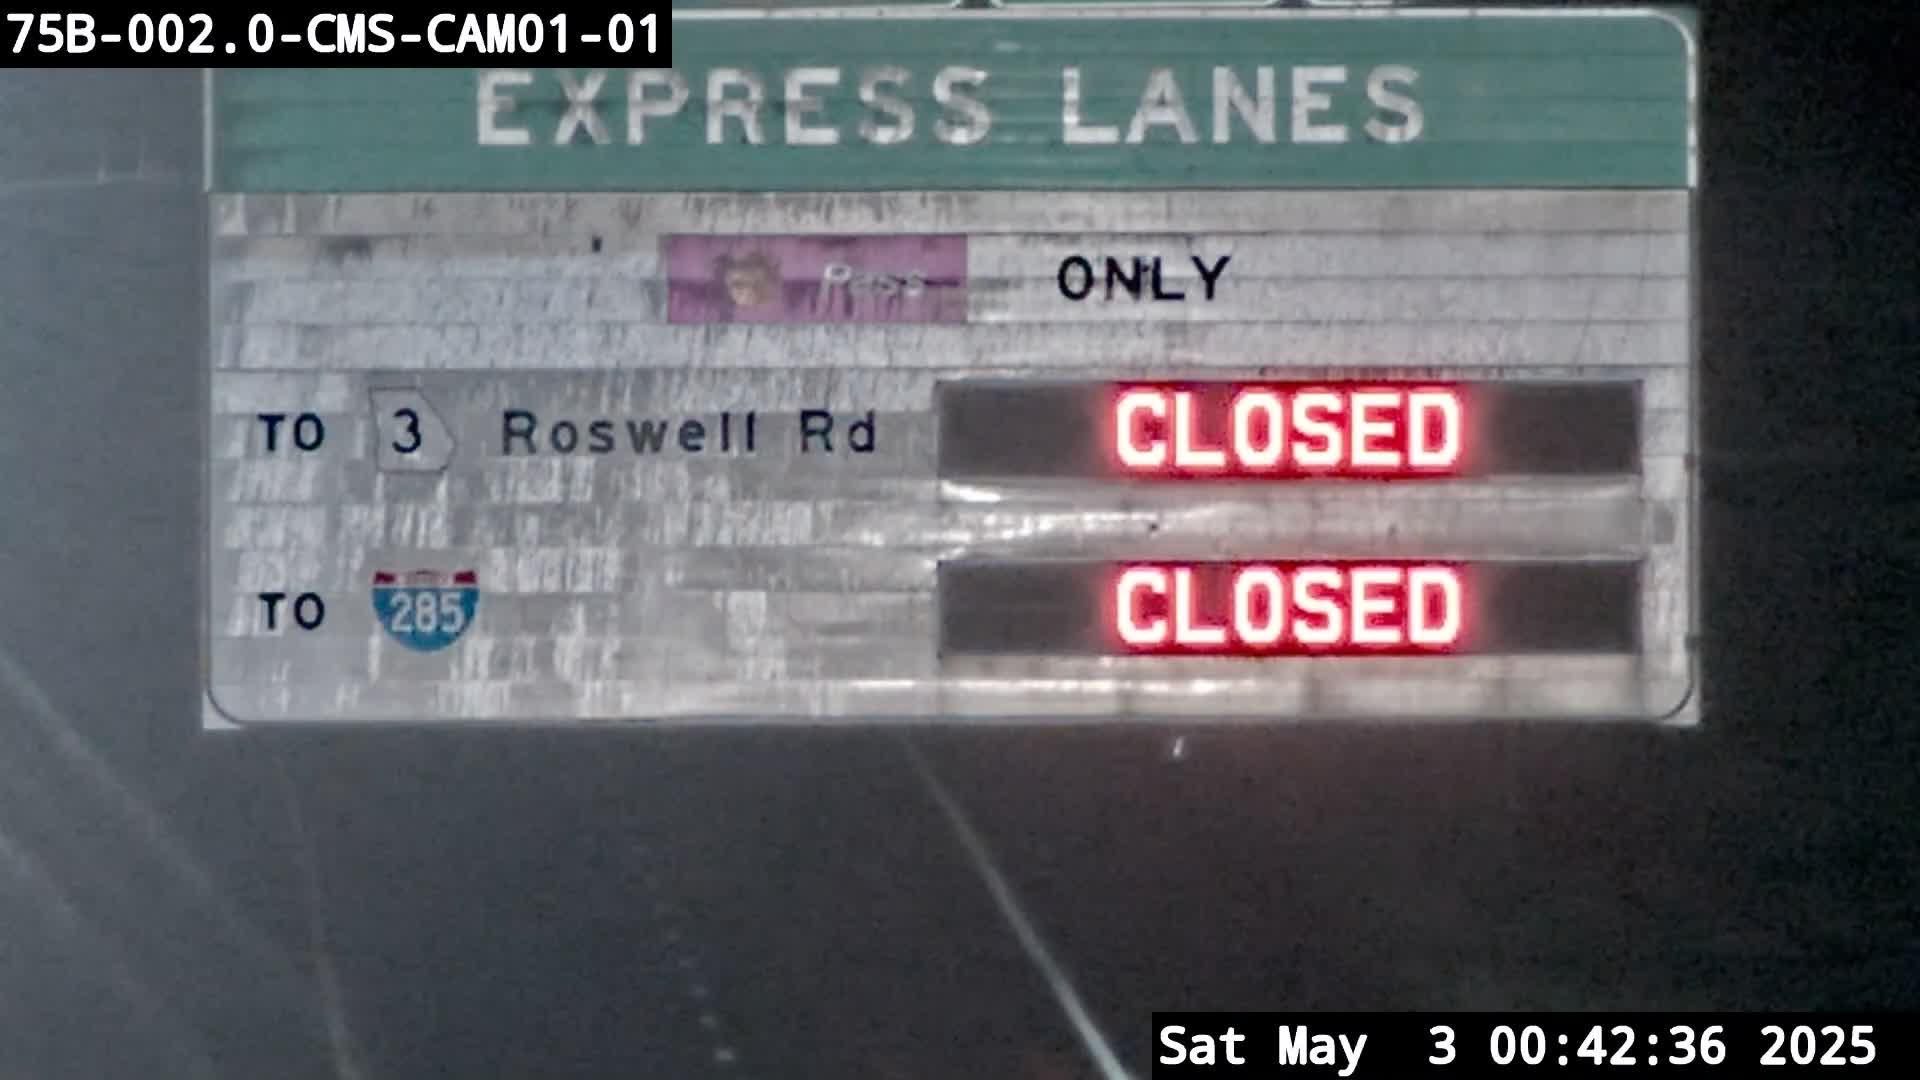 75B-002.0-CMS-CAM01-01
EXPRESS LANES
Pass ONLY
TO 3 Roswell Rd CLOSED
TO 285 CLOSED
Sat May 3 00:42:36 2025